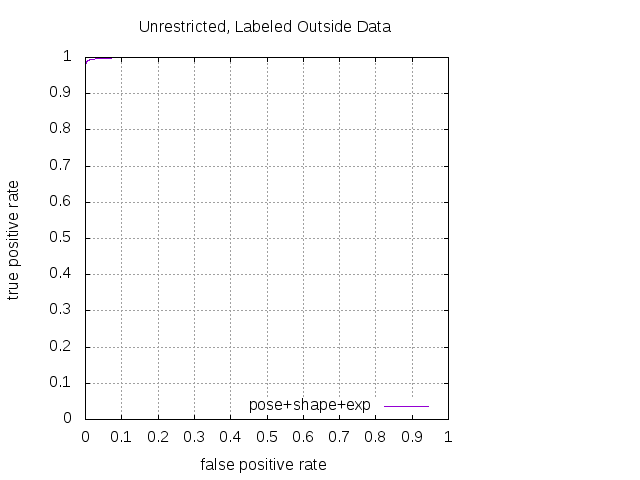 Unrestricted, Labeled Outside Data
1
0.9
0.8
0.7
0.6
0.5
0.4
0.3
0.2
0.1
0
true positive rate
pose+shape+exp
0 0.1 0.2 0.3 0.4 0.5 0.6 0.7 0.8 0.9 1
false positive rate